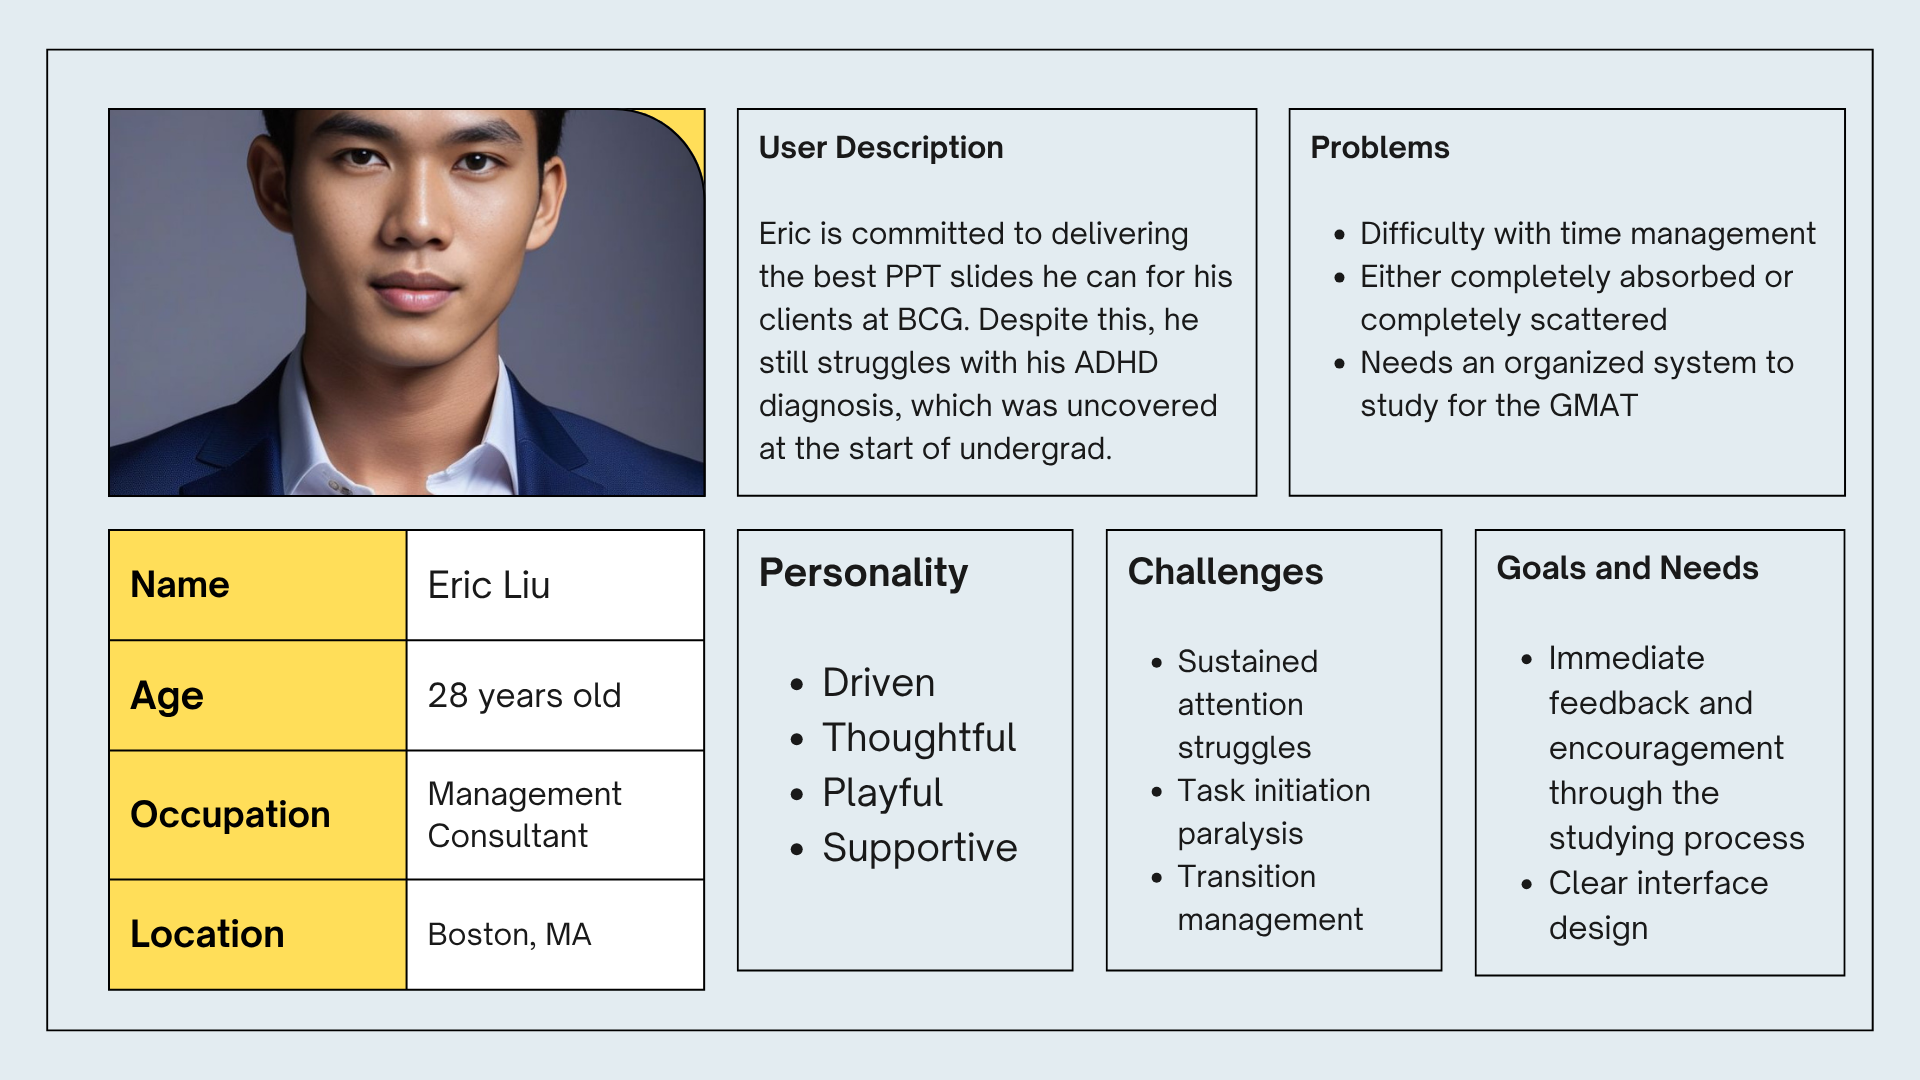 User Description
Eric is committed to delivering
the best PPT slides he can for his
clients at BCG. Despite this, he
still struggles with his ADHD
diagnosis, which was uncovered
at the start of undergrad.
Problems
• Difficulty with time management
• Either completely absorbed or
completely scattered
• Needs an organized system to
study for the GMAT
Name Eric Liu
Age 28 years old
Occupation Management
Consultant
Location Boston, MA
Personality
• Driven
• Thoughtful
• Playful
• Supportive
Challenges
• Sustained
attention
struggles
• Task initiation
paralysis
• Transition
management
Goals and Needs
• Immediate
feedback and
encouragement
through the
studying process
• Clear interface
design